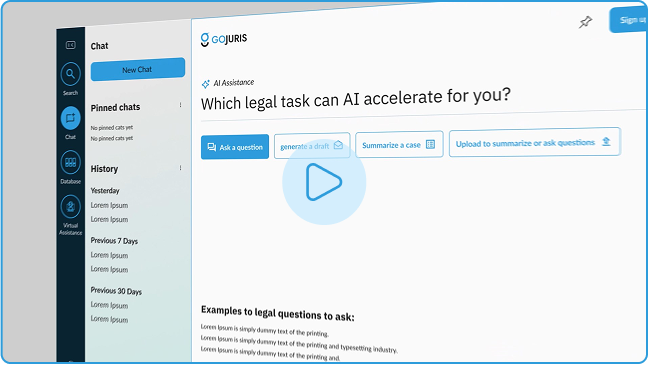 Chat
New Chat
Pinned chats
No pinned cats yet
No pinned cats yet
History
Yesterday
Lorem Ipsum
Lorem Ipsum
Previous 7 Days
Lorem Ipsum
Lorem Ipsum
Previous 30 Days
Lorem Ipsum
Lorem Ipsum
Search
Chat
Database
Virtual
Assistance
GOJURIS
Sign u
AI Assistance
Which legal task can AI accelerate for you?
Ask a question
generate a draft
Summarize a case
Upload to summarize or ask questions
Examples to legal questions to ask:
Lorem Ipsum is simply dummy text of the printing.
Lorem Ipsum is simply dummy text of the printing and typesetting industry.
Lorem Ipsum is simply dummy text of the printing and.